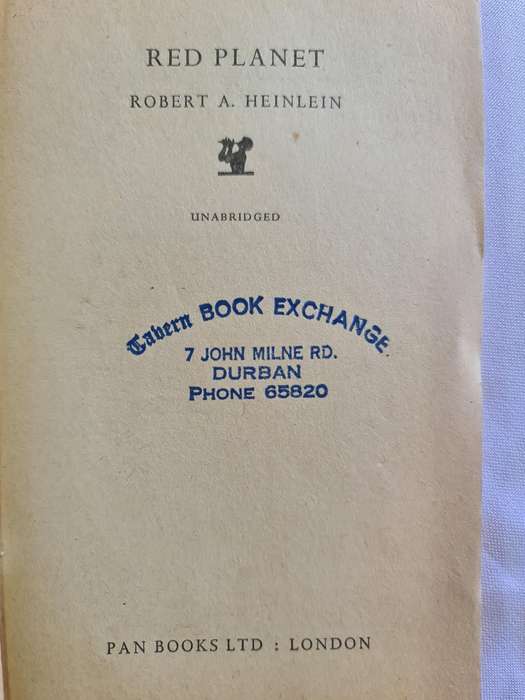 RED PLANET
ROBERT A. HEINLEIN
UNABRIDGED
Tavern BOOK EXCHANGE
7 JOHN MILNE RD.
DURBAN
PHONE 65820
PAN BOOKS LTD : LONDON